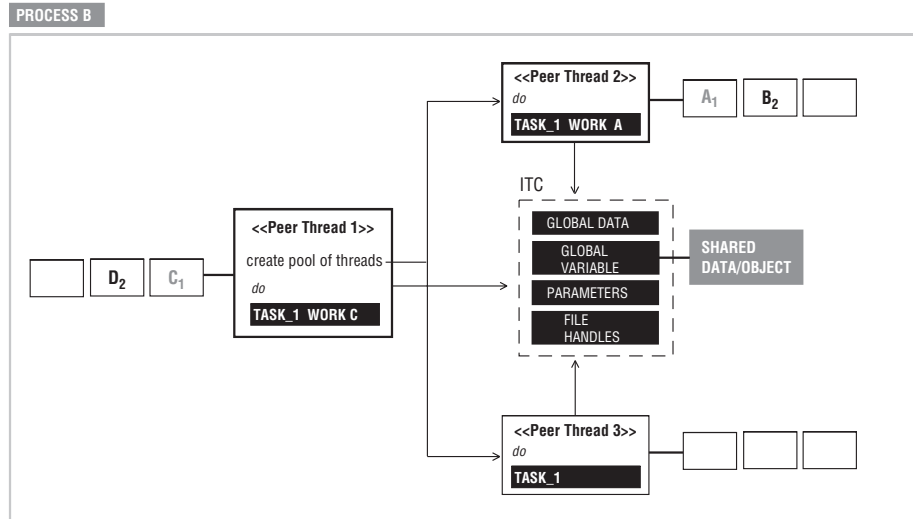 PROCESS B
<<Peer Thread 2>>
do
TASK_1 WORK A
A1
B2
ITC
GLOBAL DATA
GLOBAL
VARIABLE
PARAMETERS
FILE
HANDLES
SHARED
DATA/OBJECT
<<Peer Thread 1>>
create pool of threads
do
TASK_1 WORK C
D2
C1
<<Peer Thread 3>>
do
TASK_1